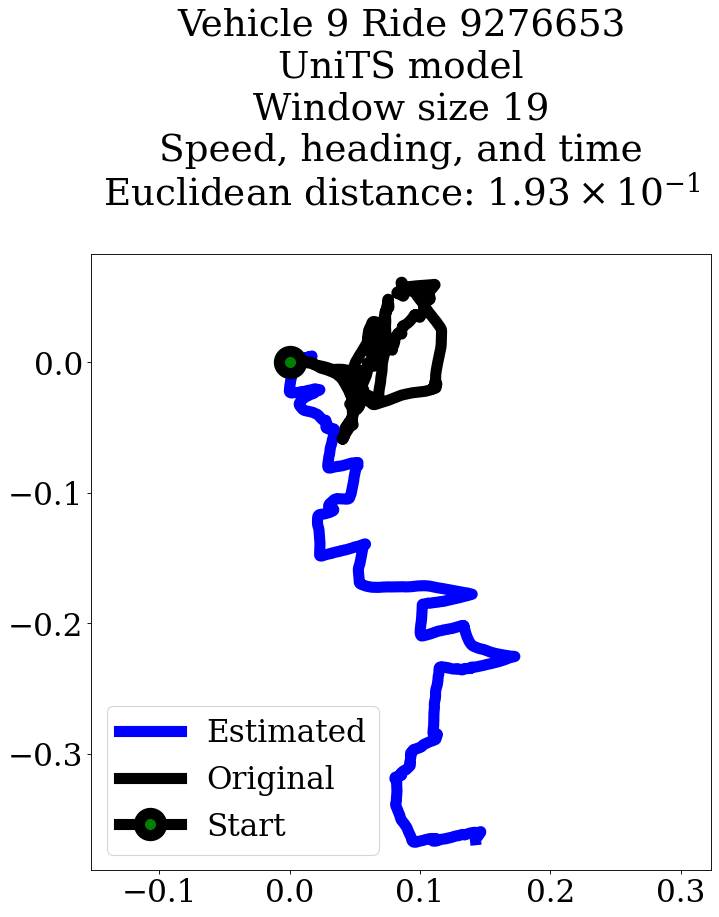 Vehicle 9 Ride 9276653
UniTS model
Window size 19
Speed, heading, and time
Euclidean distance: 1.93 × 10⁻¹
0.0
−0.1
−0.2
−0.3
Estimated
Original
Start
−0.1 0.0 0.1 0.2 0.3